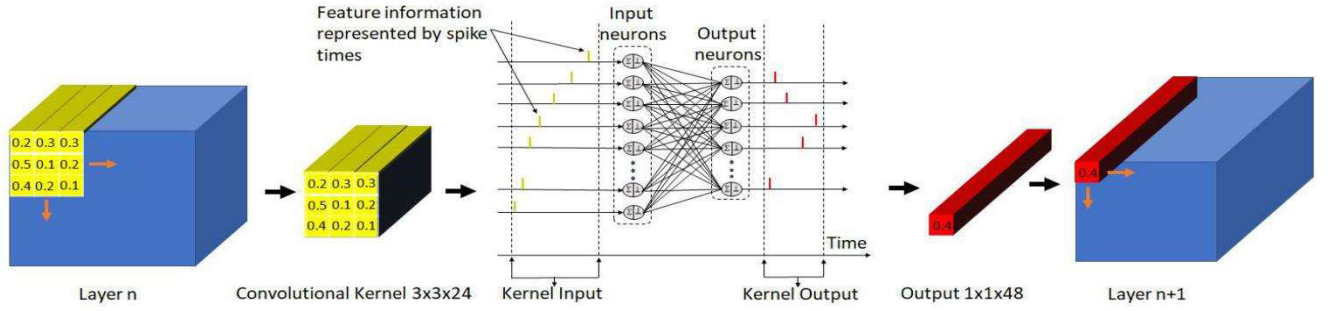 Feature information
represented by spike
times
Input
neurons
Output
neurons
0.2 0.3 0.3
0.5 0.1 0.2
0.4 0.2 0.1
0.2 0.3 0.3
0.5 0.1 0.2
0.4 0.2 0.1
0.4
0.4
Time
Layer n
Convolutional Kernel 3x3x24
Kernel Input
Kernel Output
Output 1x1x48
Layer n+1